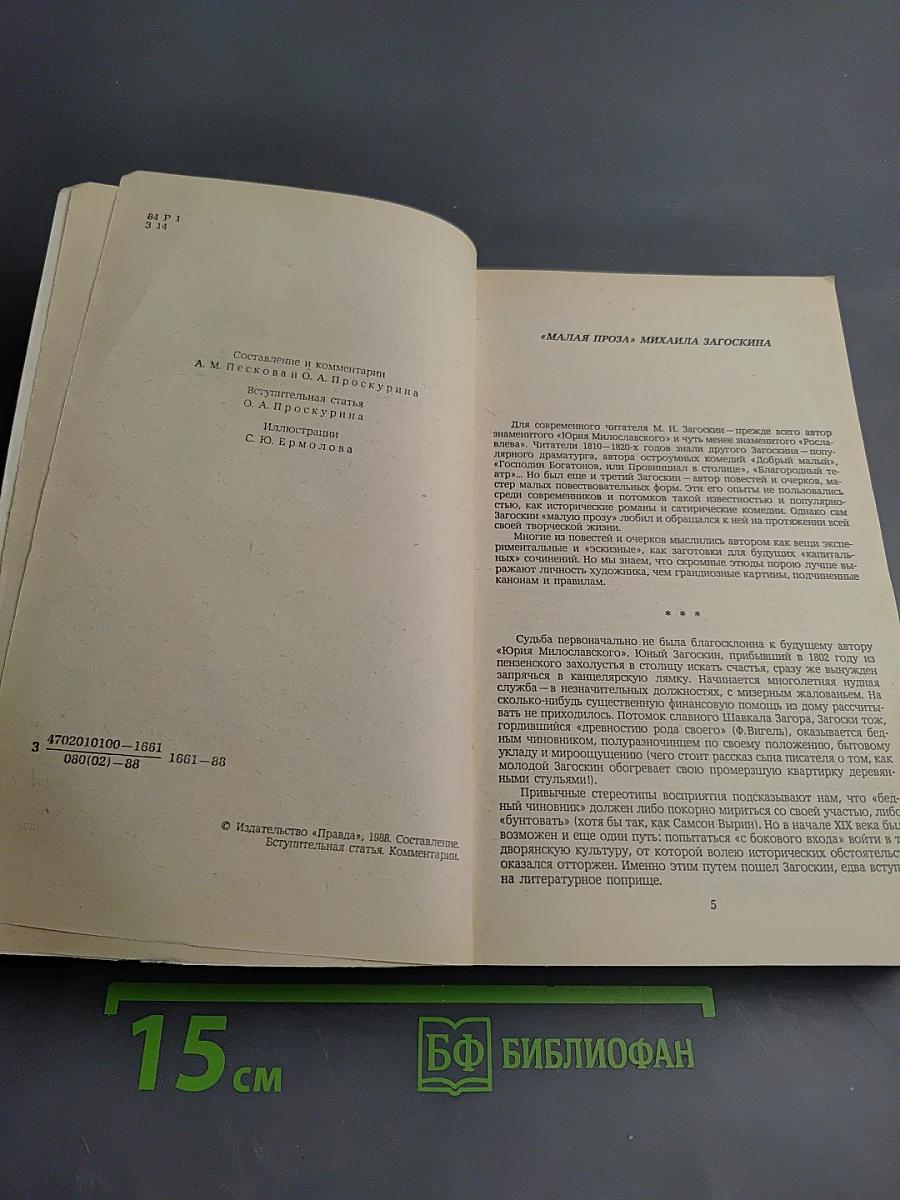 84 Р 1
З 14
Составление и комментарии
А. М. Пескова и О. А. Проскурина
Вступительная статья
О. А. Проскурина
Иллюстрации
С. Ю. Ермолова
З 4702010100—1661
080(02)—88 1661—88
© Издательство «Правда», 1988. Составление.
Вступительная статья. Комментарии.
«МАЛАЯ ПРОЗА» МИХАИЛА ЗАГОСКИНА
Для современного читателя М. Н. Загоскин — прежде всего автор
знаменитого «Юрия Милославского» и чуть менее знаменитого «Росла-
влева». Читатели 1810—1820-х годов знали другого Загоскина — попу-
лярного драматурга, автора остроумных комедий «Добрый малый»,
«Господин Богатонов, или Провинциал в столице», «Благородный те-
атр»... Но был еще и третий Загоскин — автор повестей и очерков, ма-
стер малых повествовательных форм. Эти его опыты не пользовались
среди современников и потомков такой известностью и популярно-
стью, как исторические романы и сатирические комедии. Однако сам
Загоскин «малую прозу» любил и обращался к ней на протяжении всей
своей творческой жизни.
Многие из повестей и очерков мыслились автором как вещи экспе-
риментальные и «эскизные», как заготовки для будущих «капиталь-
ных» сочинений. Но мы знаем, что скромные этюды порою лучше вы-
ражают личность художника, чем грандиозные картины, подчиненные
канонам и правилам.
* * *
Судьба первоначально не была благосклонна к будущему автору
«Юрия Милославского». Юный Загоскин, прибывший в 1802 году из
пензенского захолустья в столицу искать счастья, сразу же вынужден
запрячься в канцелярскую лямку. Начинается многолетняя нудная
служба — в незначительных должностях, с мизерным жалованьем. На
сколько-нибудь существенную финансовую помощь из дому рассчиты-
вать не приходилось. Потомок славного Шавкала Загора, Загоскин тож,
гордившийся «древностию рода своего» (Ф.Вигель), оказывается бед-
ным чиновником, полуразночинцем по своему положению, бытовому
укладу и мироощущению (чего стоит рассказ сына писателя о том, как
молодой Загоскин обогревает свою промерзшую квартирку деревян-
ными стульями!).
Привычные стереотипы восприятия подсказывают нам, что «бед-
ный чиновник» должен либо покорно мириться со своей участью, либо
«бунтовать» (хотя бы так, как Самсон Вырин). Но в начале XIX века был
возможен и еще один путь: попытаться «с бокового входа» войти в т
дворянскую культуру, от которой волею исторических обстоятельст
оказался отторжен. Именно этим путем пошел Загоскин, едва вступ
на литературное поприще.
5
15 см
БФ БИБЛИОФАН